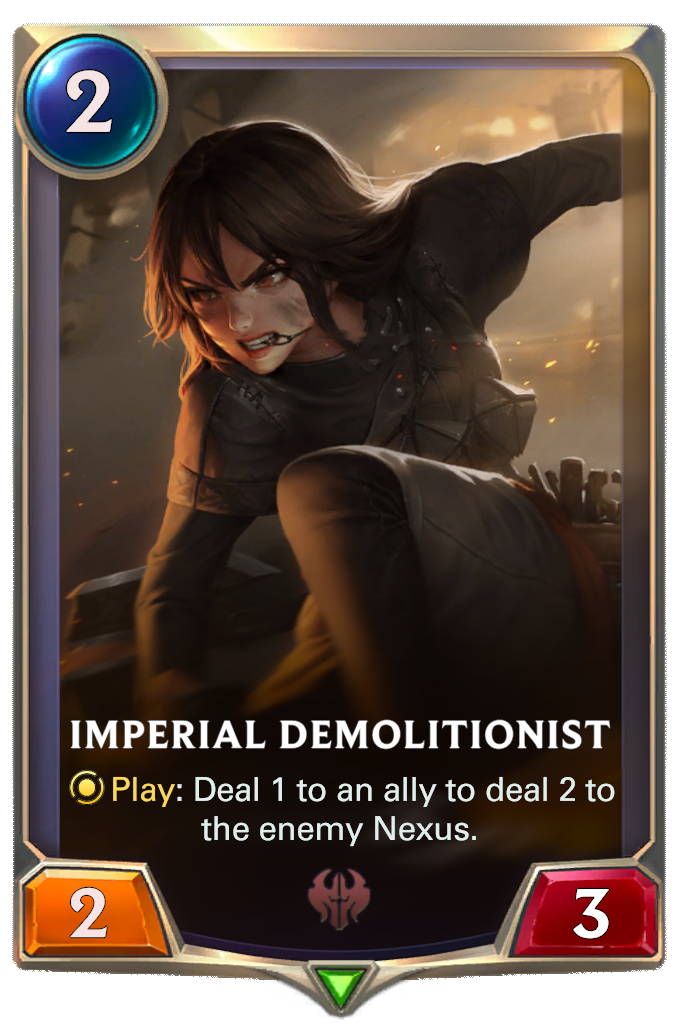 2
IMPERIAL DEMOLITIONIST
Play: Deal 1 to an ally to deal 2 to
the enemy Nexus.
2 3